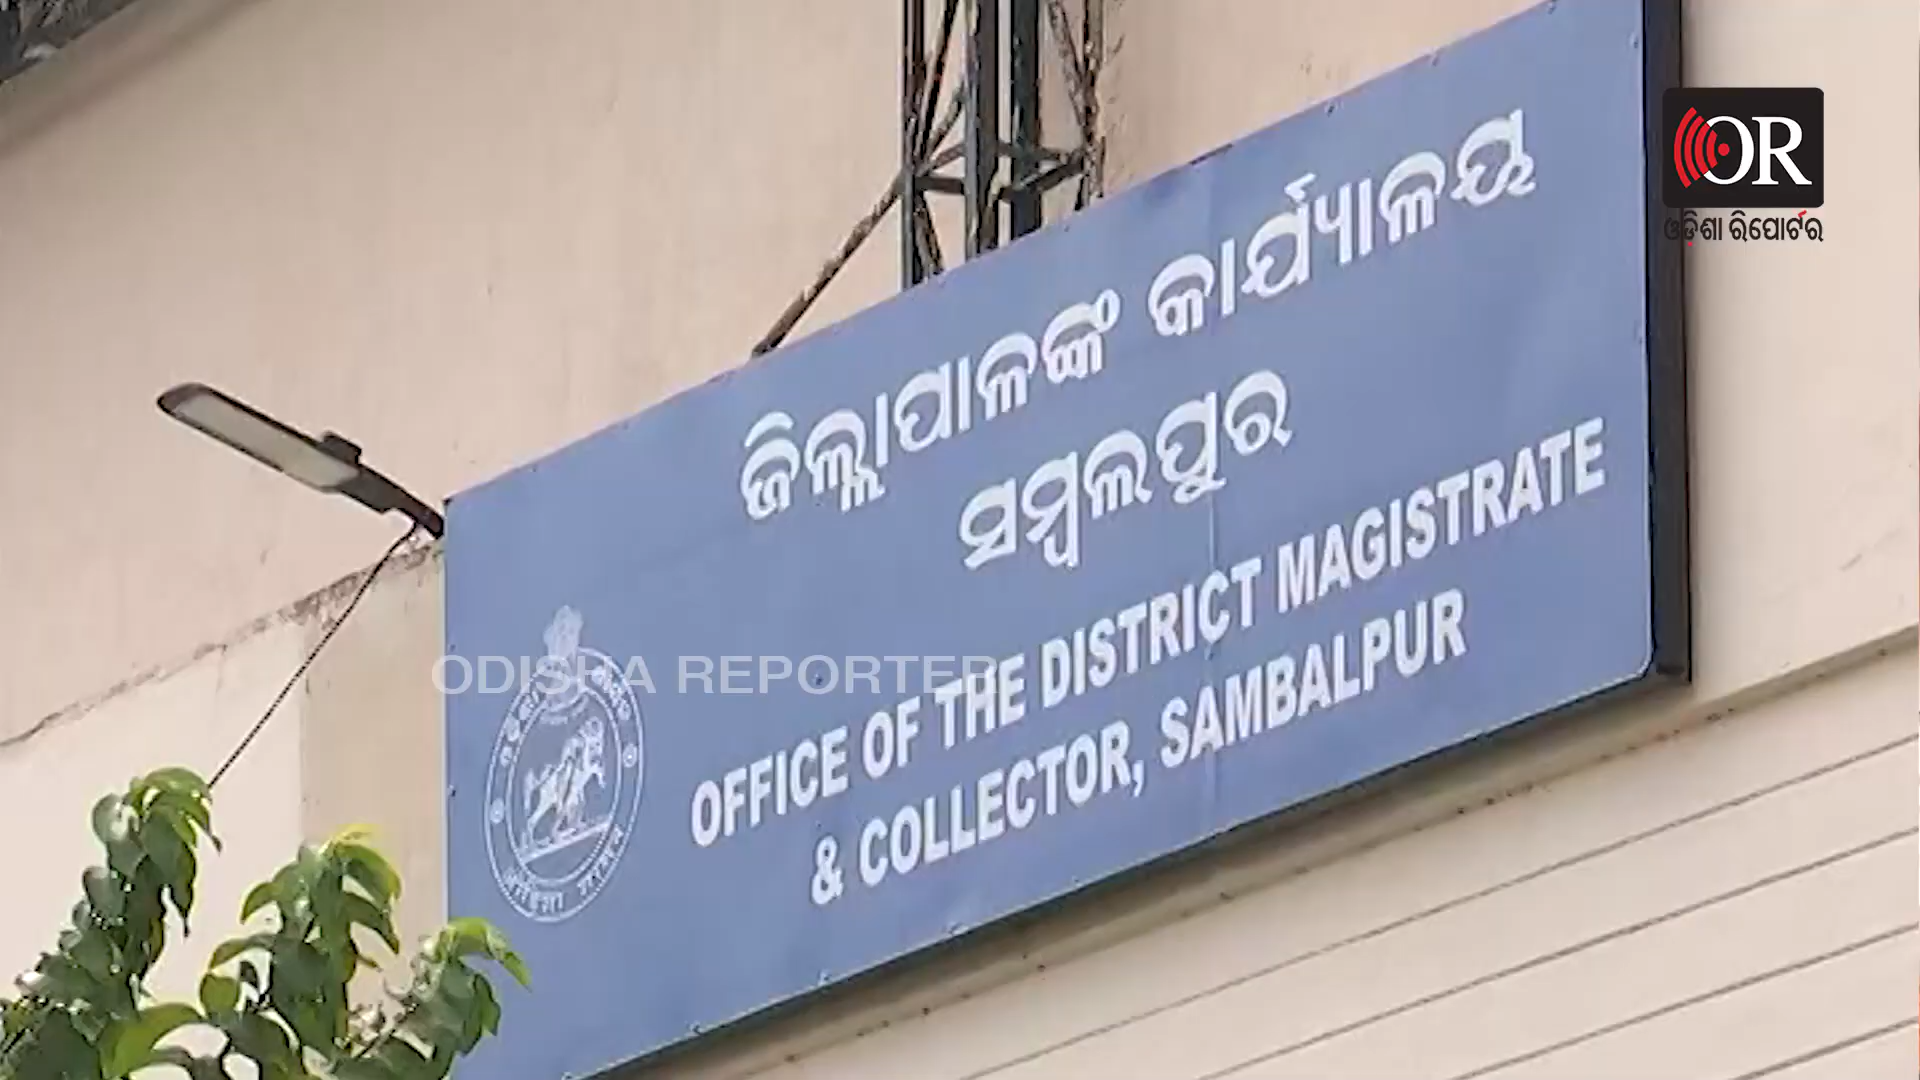 OR
ଓଡ଼ିଶା ରିପୋର୍ଟର
ଜିଲ୍ଲାପାଳଙ୍କ କାର୍ଯ୍ୟାଳୟ
ସମ୍ବଲପୁର
OFFICE OF THE DISTRICT MAGISTRATE
& COLLECTOR, SAMBALPUR
ODISHA REPORTER